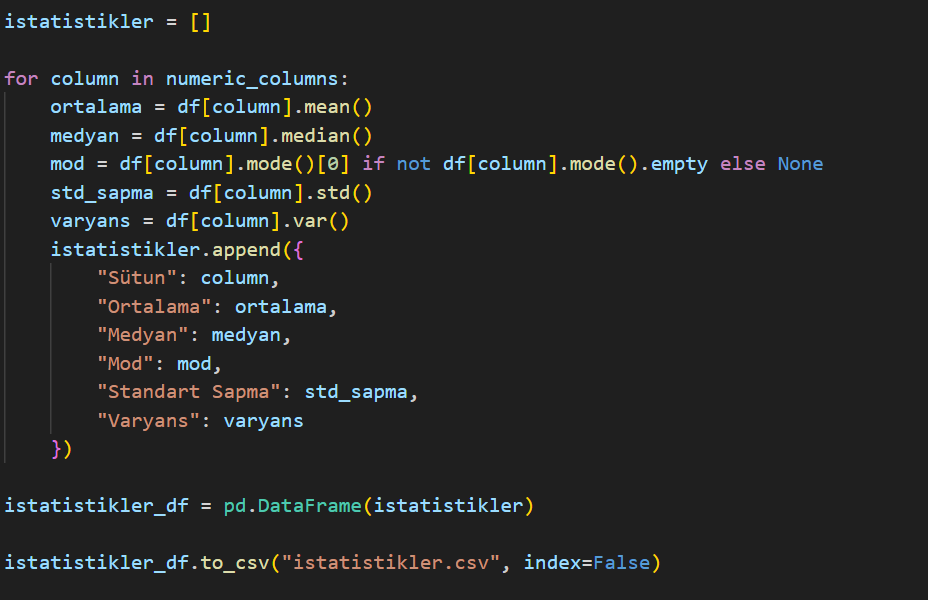 istatistikler = []
for column in numeric_columns:
    ortalama = df[column].mean()
    medyan = df[column].median()
    mod = df[column].mode()[0] if not df[column].mode().empty else None
    std_sapma = df[column].std()
    varyans = df[column].var()
    istatistikler.append({
        "Sütun": column,
        "Ortalama": ortalama,
        "Medyan": medyan,
        "Mod": mod,
        "Standart Sapma": std_sapma,
        "Varyans": varyans
    })
istatistikler_df = pd.DataFrame(istatistikler)
istatistikler_df.to_csv("istatistikler.csv", index=False)